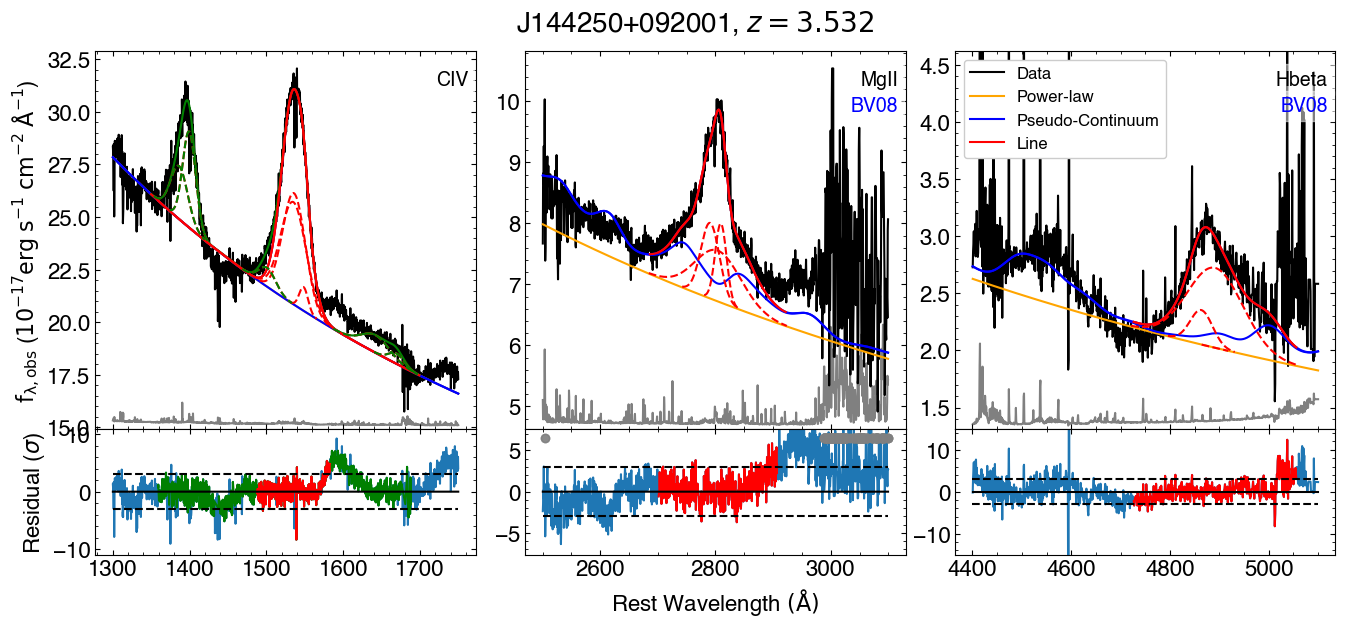 J144250+092001, z = 3.532
f_λ, obs (10⁻¹⁷erg s⁻¹ cm⁻² Å⁻¹)
32.5
30.0
27.5
25.0
22.5
20.0
17.5
15.0
CIV
10
9
8
7
6
5
MgII
BV08
4.5
4.0
3.5
3.0
2.5
2.0
1.5
Data
Power-law
Pseudo-Continuum
Line
Hbeta
BV08
Residual (σ)
10
0
−10
1300 1400 1500 1600 1700
5
0
−5
2600 2800 3000
10
0
−10
4400 4600 4800 5000
Rest Wavelength (Å)